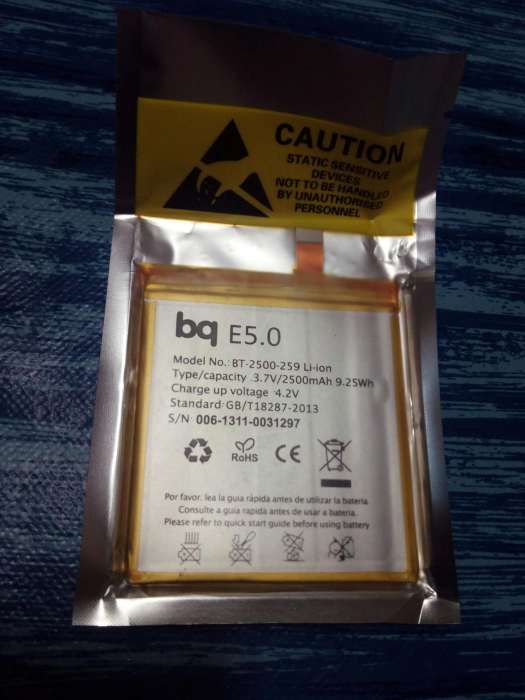 CAUTION
STATIC SENSITIVE
DEVICES
NOT TO BE HANDLED
BY UNAUTHORISED
PERSONNEL
bq E5.0
Model No.: BT-2500-259 Li-ion
Type/capacity 3.7V/2500mAh 9.25Wh
Charge up voltage 4.2V
Standard GB/T18287-2013
S/N 006-1311-0031297
RoHS CE
Por favor. lea la guia rápida antes de utilizar la batería.
Consulte a guia rápida antes de usar a bateria.
Please refer to quick start guide before using battery